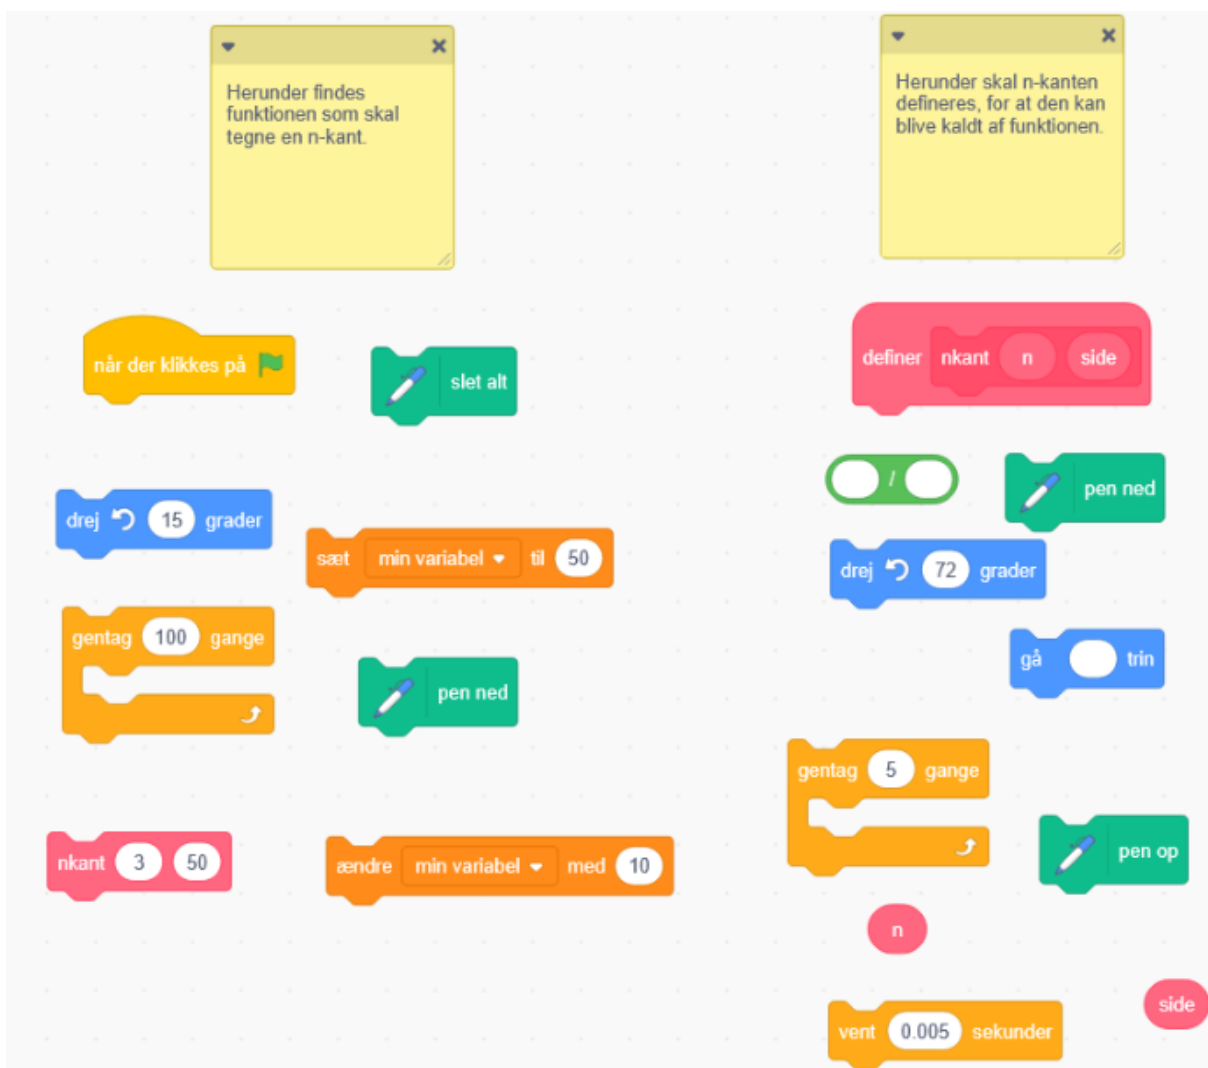 Herunder findes
funktionen som skal
tegne en n-kant.
Herunder skal n-kanten
defineres, for at den kan
blive kaldt af funktionen.
når der klikkes på
slet alt
drej 15 grader
sæt min variabel til 50
gentag 100 gange
pen ned
nkant 3 50
ændre min variabel med 10
definer nkant n side
/
pen ned
drej 72 grader
gå trin
gentag 5 gange
pen op
n
side
vent 0.005 sekunder